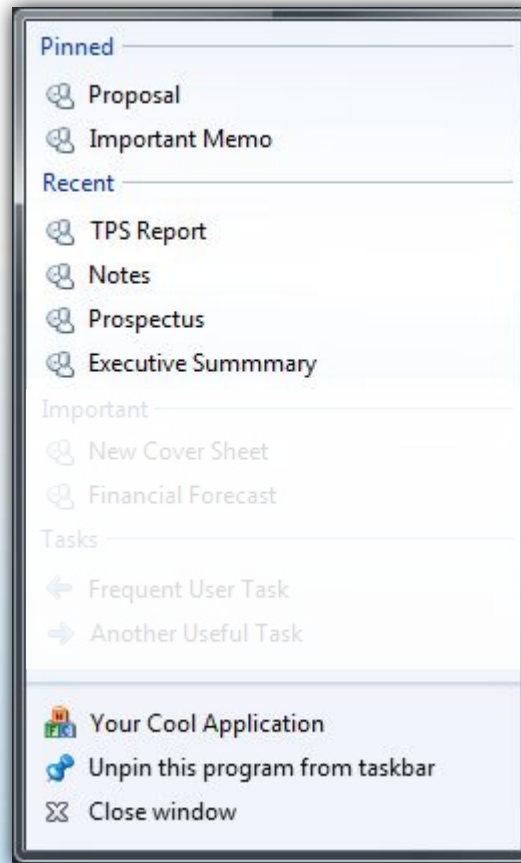 Pinned
Proposal
Important Memo
Recent
TPS Report
Notes
Prospectus
Executive Summmary
Important
New Cover Sheet
Financial Forecast
Tasks
Frequent User Task
Another Useful Task
Your Cool Application
Unpin this program from taskbar
Close window